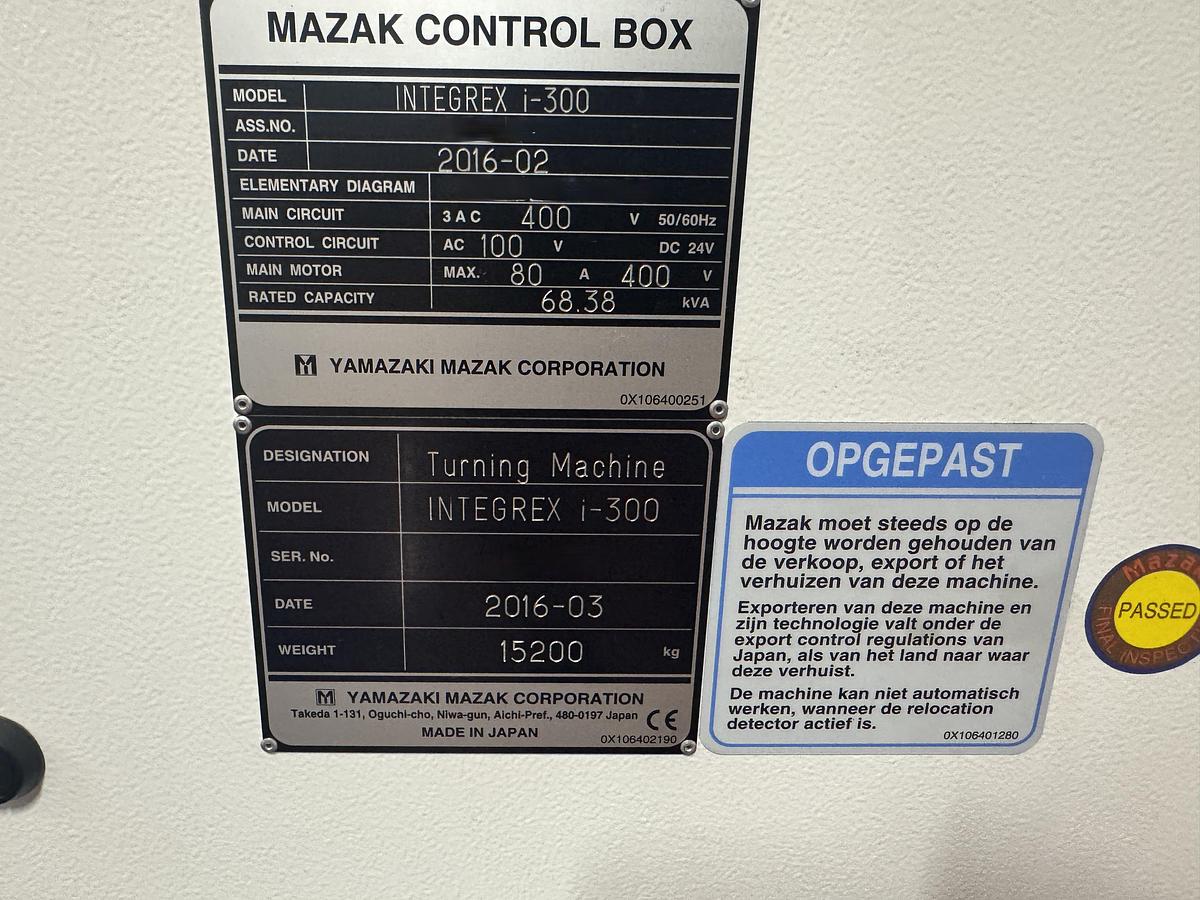 MAZAK CONTROL BOX
MODEL INTEGREX i-300
ASS.NO.
DATE 2016-02
ELEMENTARY DIAGRAM
MAIN CIRCUIT 3 AC 400 V 50/60Hz
CONTROL CIRCUIT AC 100 V DC 24V
MAIN MOTOR MAX. 80 A 400 V
RATED CAPACITY 68.38 kVA
YAMAZAKI MAZAK CORPORATION
0X106400251
DESIGNATION Turning Machine
MODEL INTEGREX i-300
SER. No.
DATE 2016-03
WEIGHT 15200 kg
YAMAZAKI MAZAK CORPORATION
Takeda 1-131, Oguchi-cho, Niwa-gun, Aichi-Pref., 480-0197 Japan
MADE IN JAPAN
CE
0X106402190
OPGEPAST
Mazak moet steeds op de
hoogte worden gehouden van
de verkoop, export of het
verhuizen van deze machine.
Exporteren van deze machine en
zijn technologie valt onder de
export control regulations van
Japan, als van het land naar waar
deze verhuist.
De machine kan niet automatisch
werken, wanneer de relocation
detector actief is.
0X106401280
Mazak
PASSED
FINAL